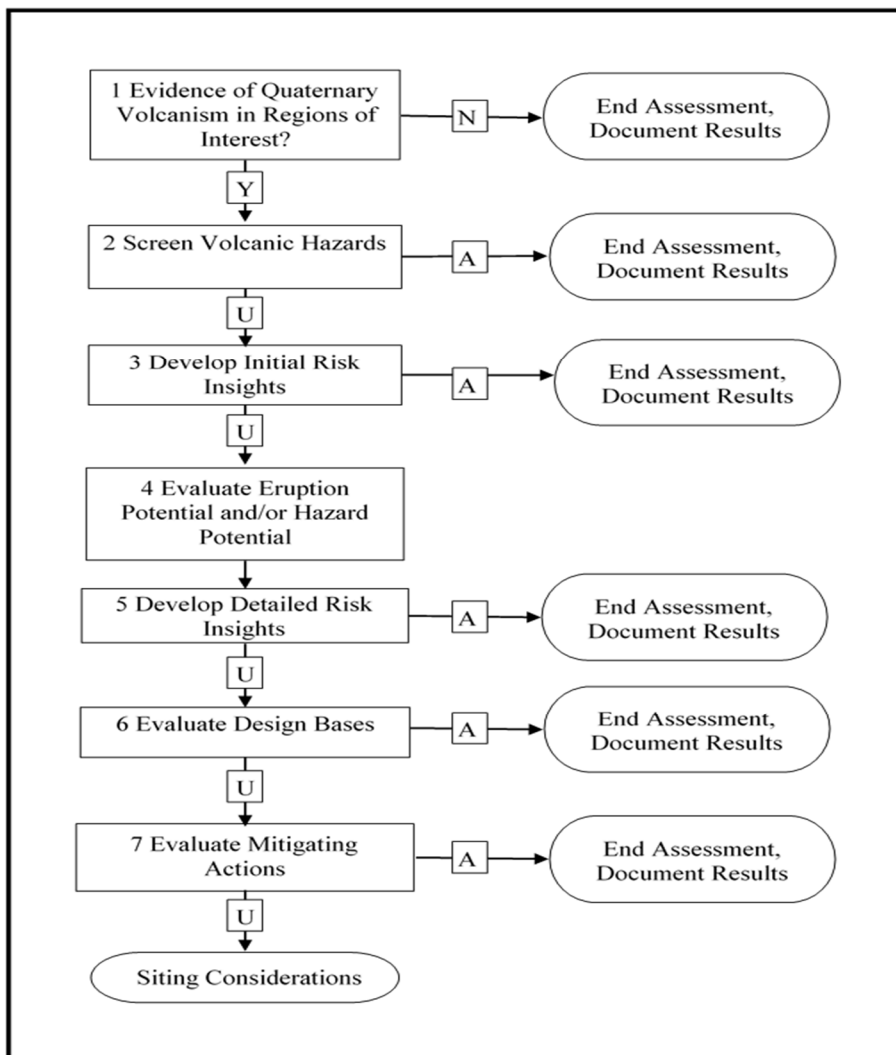 1 Evidence of Quaternary
Volcanism in Regions of
Interest?
N
End Assessment,
Document Results
Y
2 Screen Volcanic Hazards
A
End Assessment,
Document Results
U
3 Develop Initial Risk
Insights
A
End Assessment,
Document Results
U
4 Evaluate Eruption
Potential and/or Hazard
Potential
5 Develop Detailed Risk
Insights
A
End Assessment,
Document Results
U
6 Evaluate Design Bases
A
End Assessment,
Document Results
U
7 Evaluate Mitigating
Actions
A
End Assessment,
Document Results
U
Siting Considerations